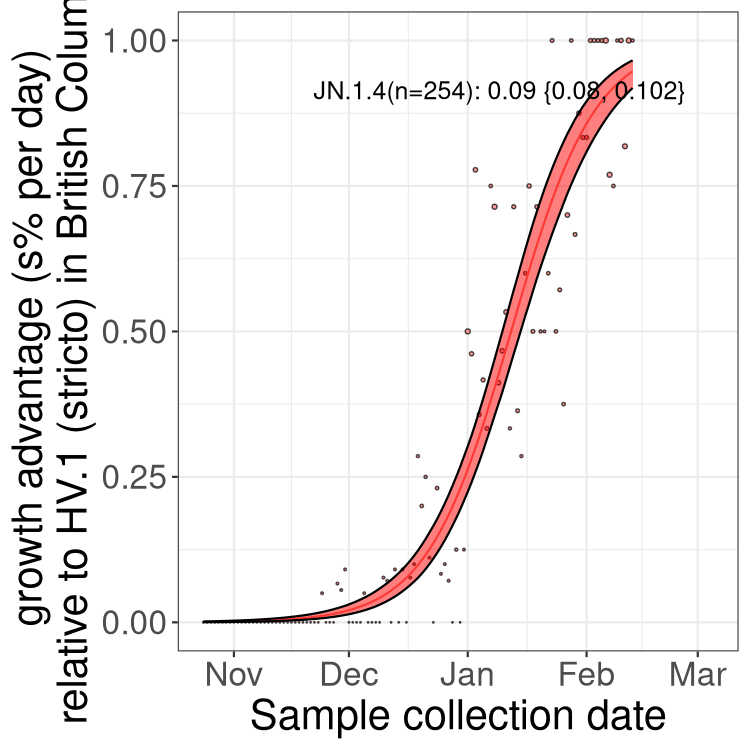 growth advantage (s% per day)
relative to HV.1 (stricto) in British Colum
1.00
0.75
0.50
0.25
0.00
JN.1.4(n=254): 0.09 {0.08, 0.102}
Nov Dec Jan Feb Mar
Sample collection date